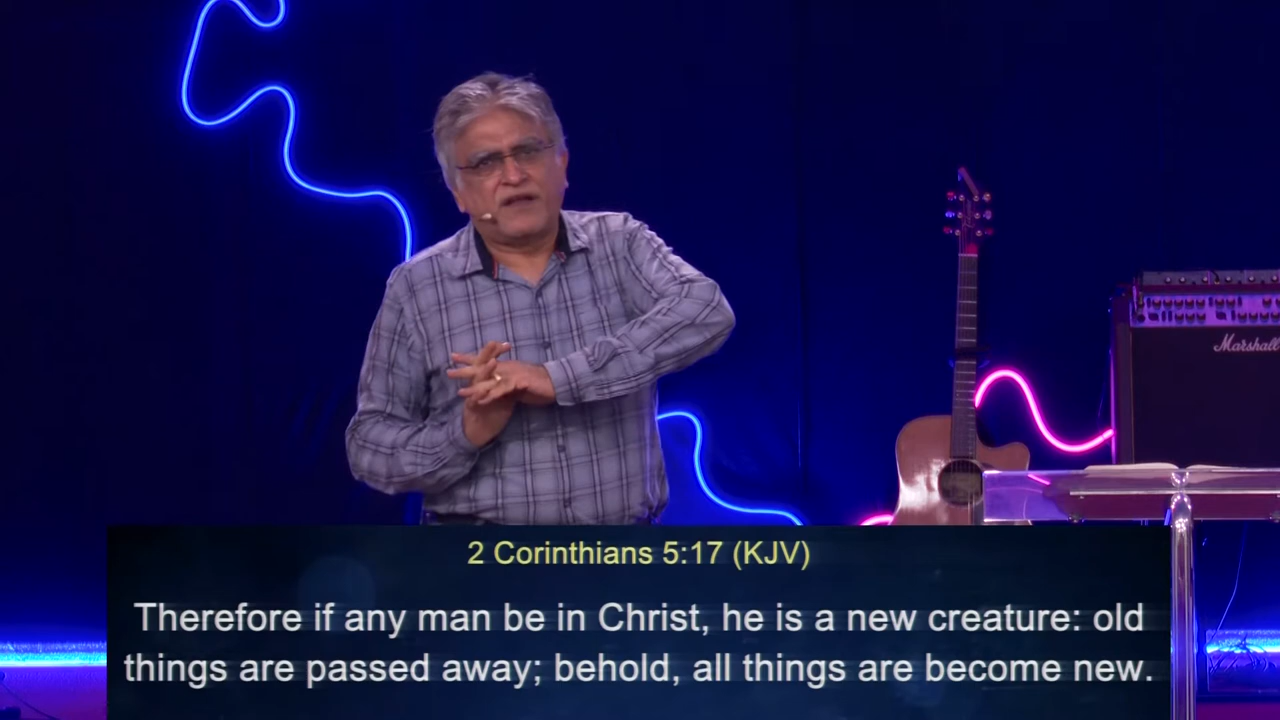 Marshall
2 Corinthians 5:17 (KJV)
Therefore if any man be in Christ, he is a new creature: old
things are passed away; behold, all things are become new.